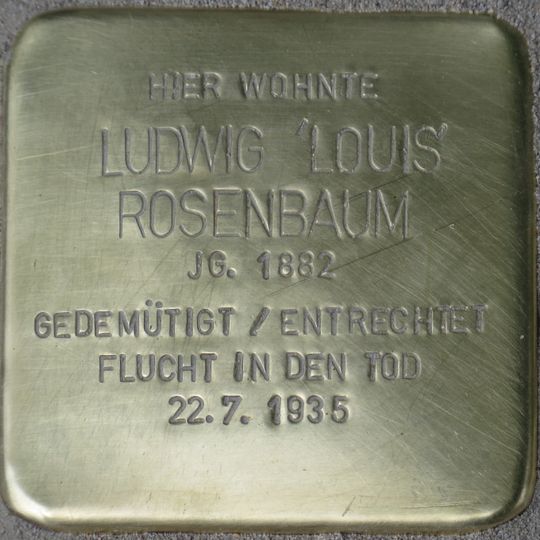 HIER WOHNTE
LUDWIG 'LOUIS'
ROSENBAUM
JG. 1882
GEDEMÜTIGT / ENTRECHTET
FLUCHT IN DEN TOD
22.7. 1935